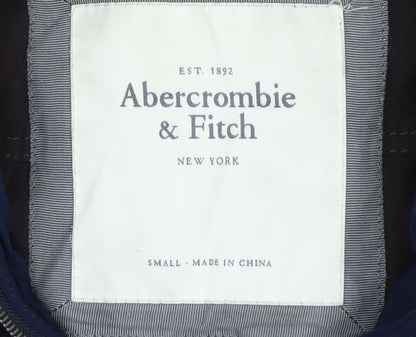 EST. 1892
Abercrombie
& Fitch
NEW YORK
SMALL - MADE IN CHINA